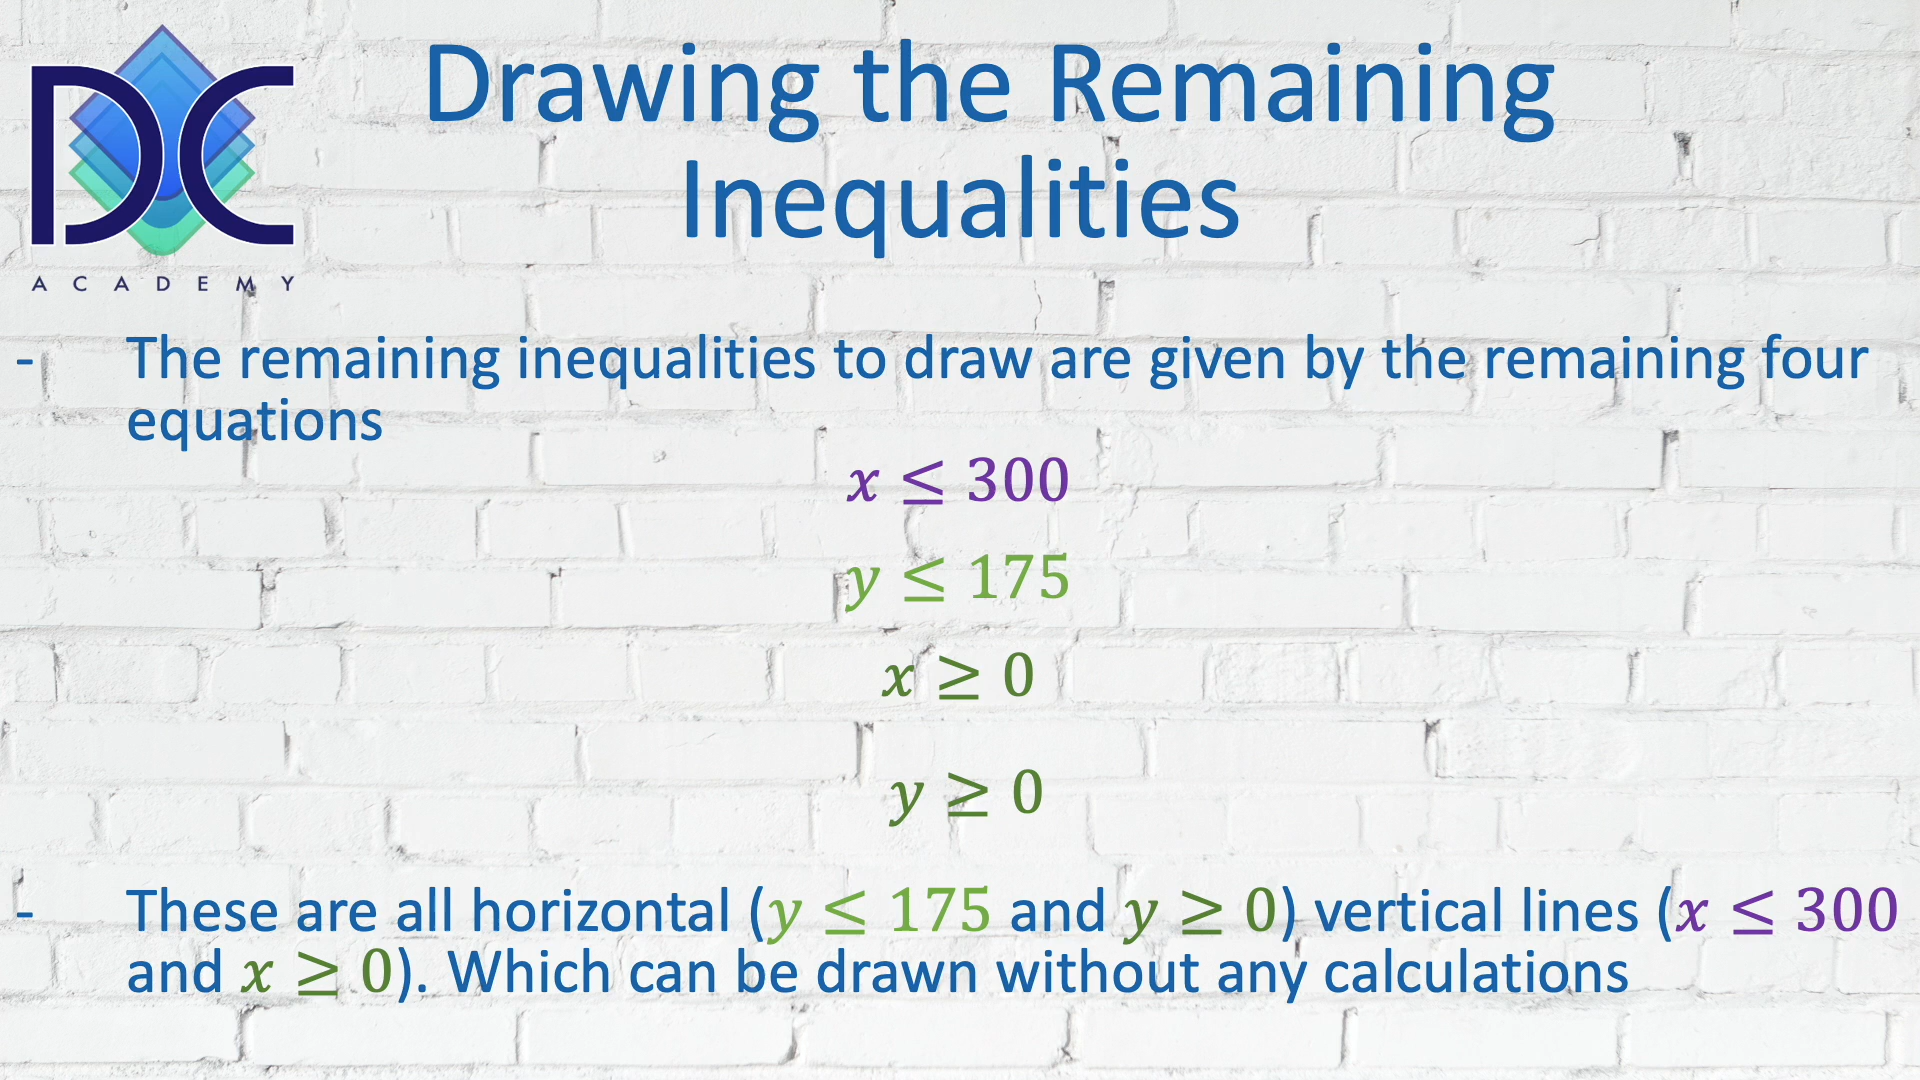 DC
ACADEMY
Drawing the Remaining
Inequalities
- The remaining inequalities to draw are given by the remaining four
equations
x ≤ 300
y ≤ 175
x ≥ 0
y ≥ 0
- These are all horizontal (y ≤ 175 and y ≥ 0) vertical lines (x ≤ 300
and x ≥ 0). Which can be drawn without any calculations